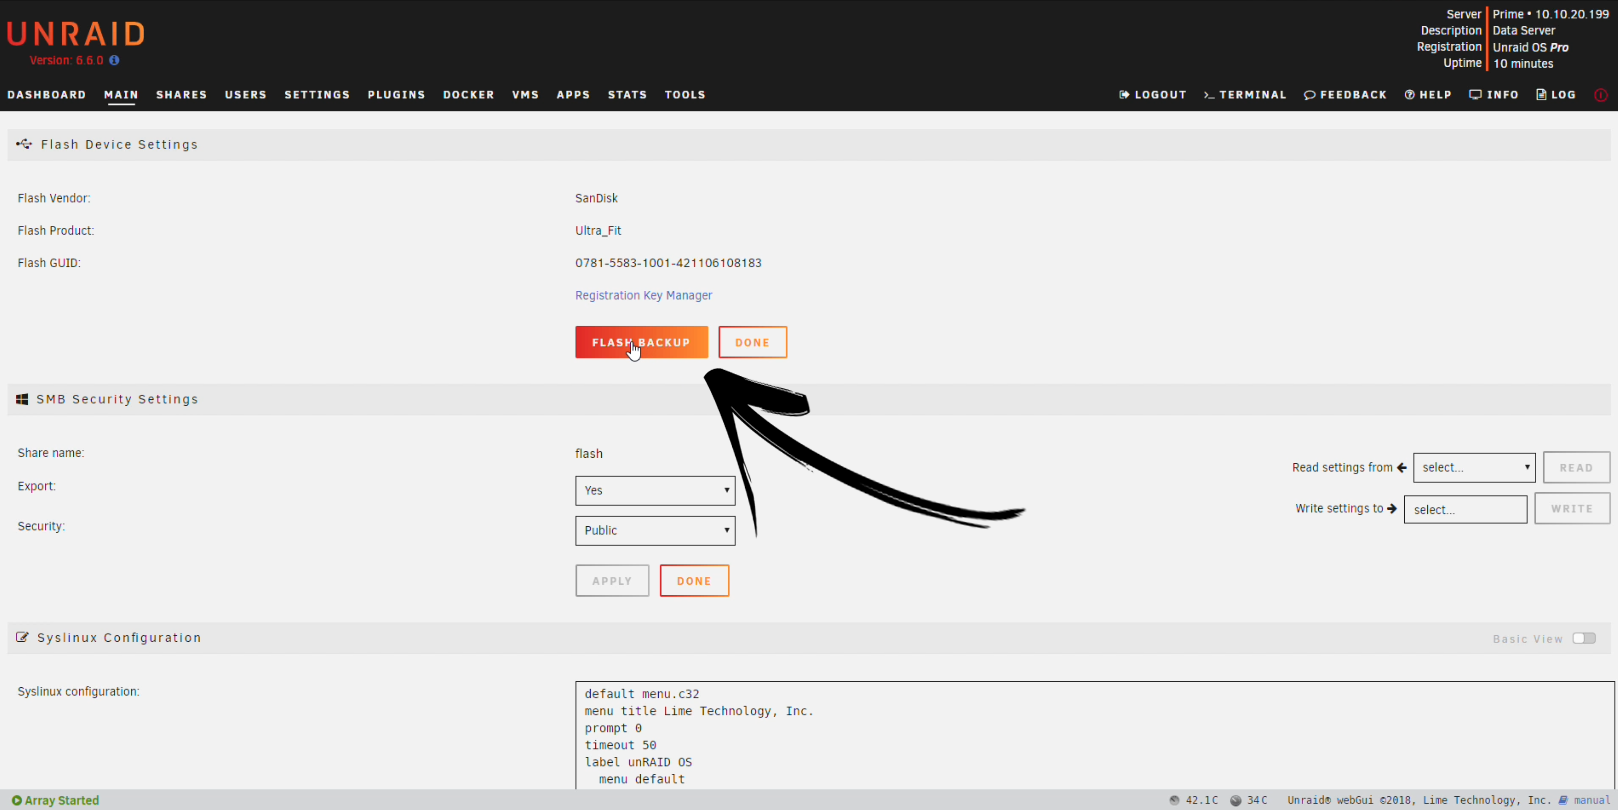 UNRAID
Version: 6.6.0
Server Prime • 10.10.20.199
Description Data Server
Registration Unraid OS Pro
Uptime 10 minutes
DASHBOARD MAIN SHARES USERS SETTINGS PLUGINS DOCKER VMS APPS STATS TOOLS LOGOUT TERMINAL FEEDBACK HELP INFO LOG
Flash Device Settings
Flash Vendor: SanDisk
Flash Product: Ultra_Fit
Flash GUID: 0781-5583-1001-421106108183
Registration Key Manager
FLASH BACKUP DONE
SMB Security Settings
Share name: flash
Read settings from select... READ
Export: Yes
Write settings to select... WRITE
Security: Public
APPLY DONE
Syslinux Configuration Basic View
Syslinux configuration:
default menu.c32
menu title Lime Technology, Inc.
prompt 0
timeout 50
label unRAID OS
menu default
Array Started 42.1 C 34 C Unraid® webGui ©2018, Lime Technology, Inc. manual